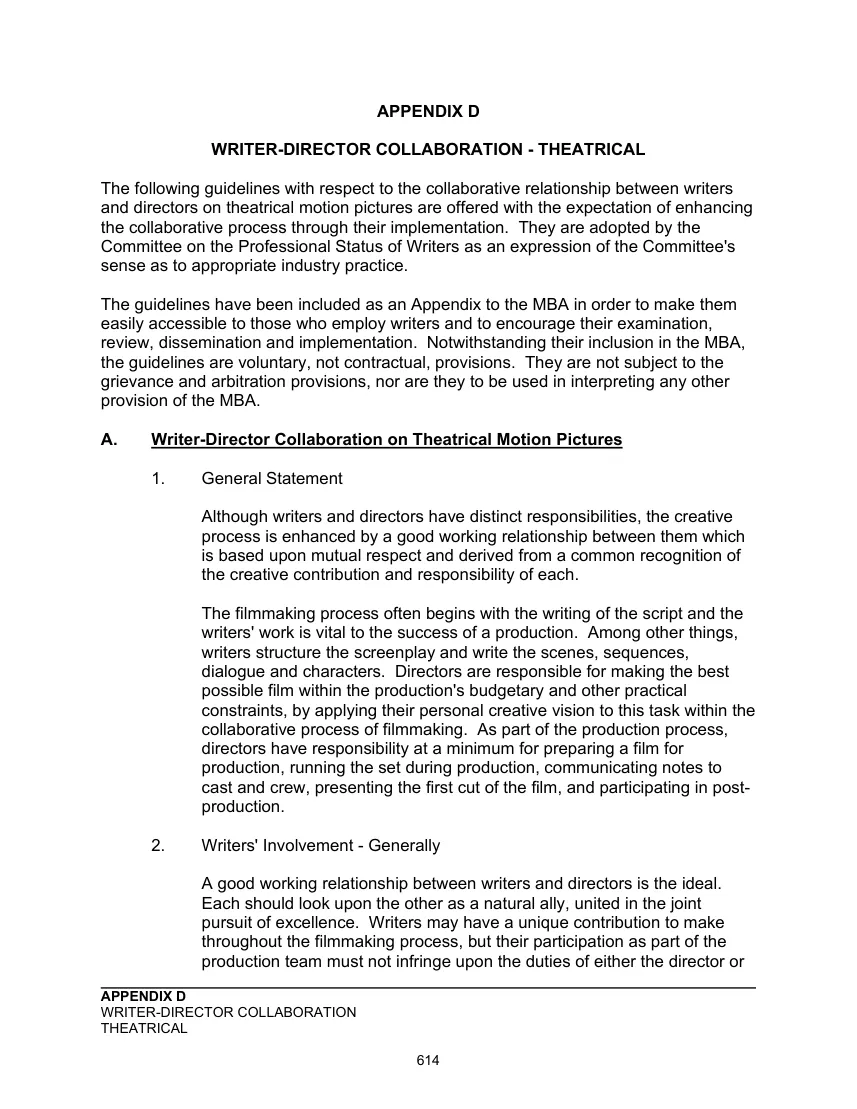 APPENDIX D
WRITER-DIRECTOR COLLABORATION - THEATRICAL
The following guidelines with respect to the collaborative relationship between writers
and directors on theatrical motion pictures are offered with the expectation of enhancing
the collaborative process through their implementation. They are adopted by the
Committee on the Professional Status of Writers as an expression of the Committee's
sense as to appropriate industry practice.
The guidelines have been included as an Appendix to the MBA in order to make them
easily accessible to those who employ writers and to encourage their examination,
review, dissemination and implementation. Notwithstanding their inclusion in the MBA,
the guidelines are voluntary, not contractual, provisions. They are not subject to the
grievance and arbitration provisions, nor are they to be used in interpreting any other
provision of the MBA.
A. Writer-Director Collaboration on Theatrical Motion Pictures
1. General Statement
Although writers and directors have distinct responsibilities, the creative
process is enhanced by a good working relationship between them which
is based upon mutual respect and derived from a common recognition of
the creative contribution and responsibility of each.
The filmmaking process often begins with the writing of the script and the
writers' work is vital to the success of a production. Among other things,
writers structure the screenplay and write the scenes, sequences,
dialogue and characters. Directors are responsible for making the best
possible film within the production's budgetary and other practical
constraints, by applying their personal creative vision to this task within the
collaborative process of filmmaking. As part of the production process,
directors have responsibility at a minimum for preparing a film for
production, running the set during production, communicating notes to
cast and crew, presenting the first cut of the film, and participating in post-
production.
2. Writers' Involvement - Generally
A good working relationship between writers and directors is the ideal.
Each should look upon the other as a natural ally, united in the joint
pursuit of excellence. Writers may have a unique contribution to make
throughout the filmmaking process, but their participation as part of the
production team must not infringe upon the duties of either the director or
APPENDIX D
WRITER-DIRECTOR COLLABORATION
THEATRICAL
614